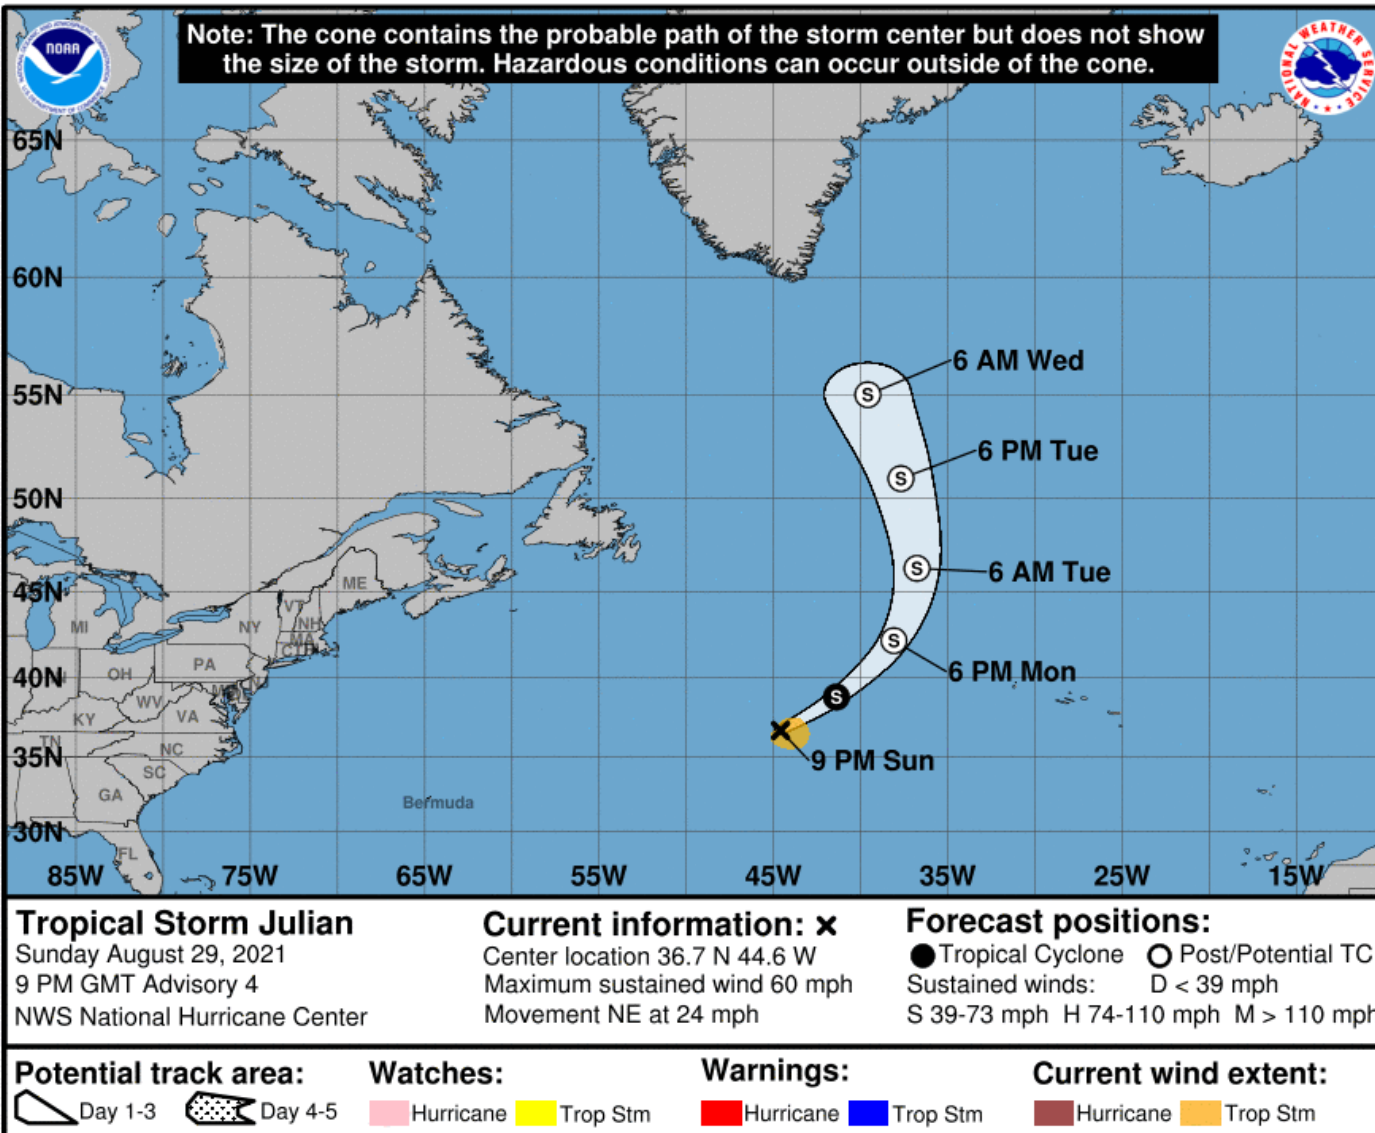 Note: The cone contains the probable path of the storm center but does not show
the size of the storm. Hazardous conditions can occur outside of the cone.
NOAA
NATIONAL WEATHER SERVICE
65N
60N
6 AM Wed
55N
6 PM Tue
50N
6 AM Tue
45N
ME
VT
NH
MI
NY
MA
CT
PA
OH
40N
6 PM Mon
WV
VA
KY
TN
NC
35N
9 PM Sun
SC
GA
Bermuda
30N
FL
85W 75W 65W 55W 45W 35W 25W 15W
S
S
S
S
S
Tropical Storm Julian
Sunday August 29, 2021
9 PM GMT Advisory 4
NWS National Hurricane Center
Current information: ×
Center location 36.7 N 44.6 W
Maximum sustained wind 60 mph
Movement NE at 24 mph
Forecast positions:
Tropical Cyclone Post/Potential TC
Sustained winds: D < 39 mph
S 39-73 mph H 74-110 mph M > 110 mph
Potential track area:
Day 1-3 Day 4-5
Watches:
Hurricane Trop Stm
Warnings:
Hurricane Trop Stm
Current wind extent:
Hurricane Trop Stm